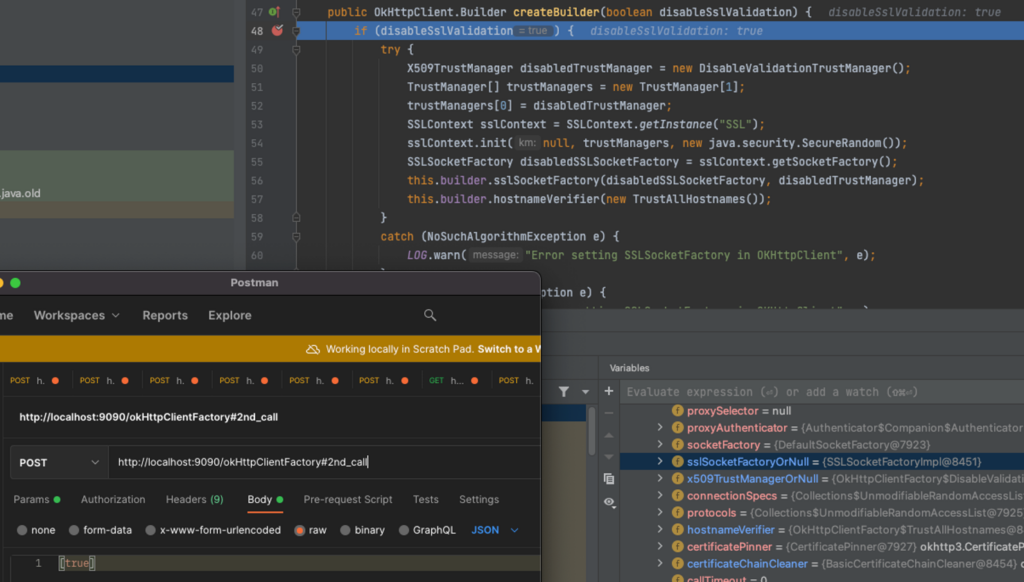 47 public OkHttpClient.Builder createBuilder(boolean disableSslValidation) { disableSslValidation: true
48 if (disableSslValidation = true ) { disableSslValidation: true
49 try {
50 X509TrustManager disabledTrustManager = new DisableValidationTrustManager();
51 TrustManager[] trustManagers = new TrustManager[1];
52 trustManagers[0] = disabledTrustManager;
53 SSLContext sslContext = SSLContext.getInstance("SSL");
54 sslContext.init( km: null, trustManagers, new java.security.SecureRandom());
55 SSLSocketFactory disabledSSLSocketFactory = sslContext.getSocketFactory();
56 this.builder.sslSocketFactory(disabledSSLSocketFactory, disabledTrustManager);
57 this.builder.hostnameVerifier(new TrustAllHostnames());
58 }
59 catch (NoSuchAlgorithmException e) {
60 LOG.warn( message: "Error setting SSLSocketFactory in OKHttpClient", e);
ption e) {
.java.old
Postman
me Workspaces Reports Explore
Working locally in Scratch Pad. Switch to a W
POST h. POST h. POST h. POST h. POST h. POST h. GET h... POST h.
http://localhost:9090/okHttpClientFactory#2nd_call
POST http://localhost:9090/okHttpClientFactory#2nd_call
Params Authorization Headers (9) Body Pre-request Script Tests Settings
none form-data x-www-form-urlencoded raw binary GraphQL JSON
1 [true]
Variables
Evaluate expression (⏎) or add a watch (⇧⌘⏎)
proxySelector = null
proxyAuthenticator = {Authenticator$Companion$Authenticator
socketFactory = {DefaultSocketFactory@7923}
sslSocketFactoryOrNull = {SSLSocketFactoryImpl@8451}
x509TrustManagerOrNull = {OkHttpClientFactory$DisableValidati
connectionSpecs = {Collections$UnmodifiableRandomAccessList
protocols = {Collections$UnmodifiableRandomAccessList@7925
hostnameVerifier = {OkHttpClientFactory$TrustAllHostnames@8
certificatePinner = {CertificatePinner@7927} okhttp3.CertificateP
certificateChainCleaner = {BasicCertificateChainCleaner@8454} o
callTimeout = 0